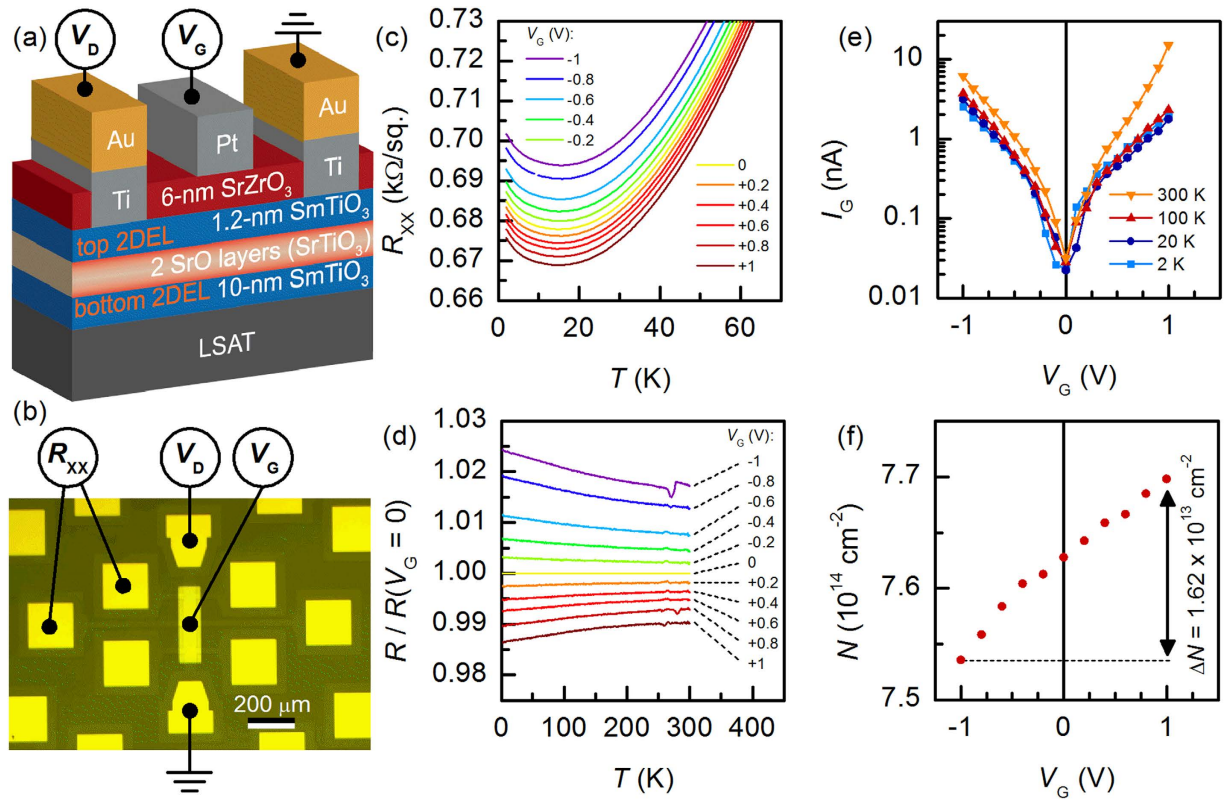 (a)
V_D
V_G
Au
Pt
Au
Ti
Ti
6-nm SrZrO₃
1.2-nm SmTiO₃
top 2DEL
2 SrO layers (SrTiO₃)
bottom 2DEL
10-nm SmTiO₃
LSAT
(b)
R_XX
V_D
V_G
200 µm
(c)
R_XX (kΩ/sq.)
0.73
0.72
0.71
0.70
0.69
0.68
0.67
0.66
V_G (V):
-1
-0.8
-0.6
-0.4
-0.2
0
+0.2
+0.4
+0.6
+0.8
+1
0 20 40 60
T (K)
(d)
R / R(V_G = 0)
1.03
1.02
1.01
1.00
0.99
0.98
V_G (V):
-1
-0.8
-0.6
-0.4
-0.2
0
+0.2
+0.4
+0.6
+0.8
+1
0 100 200 300 400
T (K)
(e)
I_G (nA)
10
1
0.1
0.01
300 K
100 K
20 K
2 K
-1 0 1
V_G (V)
(f)
N (10¹⁴ cm⁻²)
7.7
7.6
7.5
ΔN = 1.62 x 10¹³ cm⁻²
-1 0 1
V_G (V)